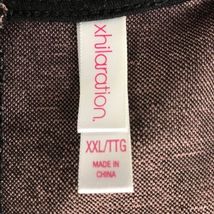 xhilaration.
XXL/TTG
MADE IN
CHINA